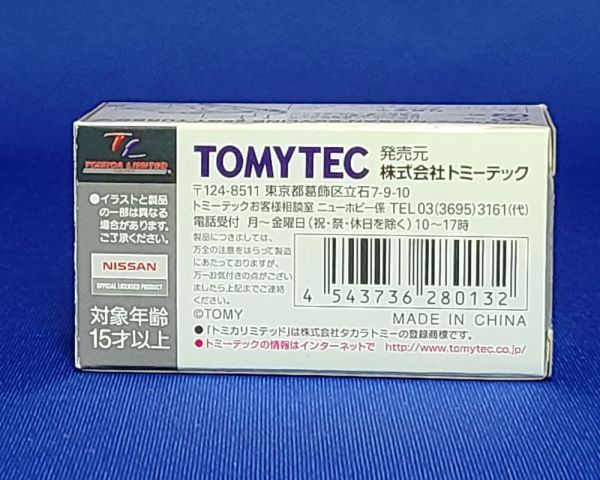 TL
TOMICA LIMITED
●イラストと製品
の一部は異なる
場合があります。
ご了承ください。
NISSAN
OFFICIAL LICENSED PRODUCT
対象年齢
15才以上
TOMYTEC 発売元
株式会社トミーテック
〒124-8511 東京都葛飾区立石7-9-10
トミーテックお客様相談室 ニューホビー係 TEL 03(3695)3161(代)
電話受付 月〜金曜日(祝・祭・休日を除く)10〜17時
製品につきましては、
万全の注意をはらって製造
にあたっておりますが、
万一お気付の点がござい
ましたら上記までご連絡
ください。
©TOMY
4 543736 280132
MADE IN CHINA
●「トミカリミテッド」は株式会社タカラトミーの登録商標です。
●トミーテックの情報はインターネットで http://www.tomytec.co.jp/